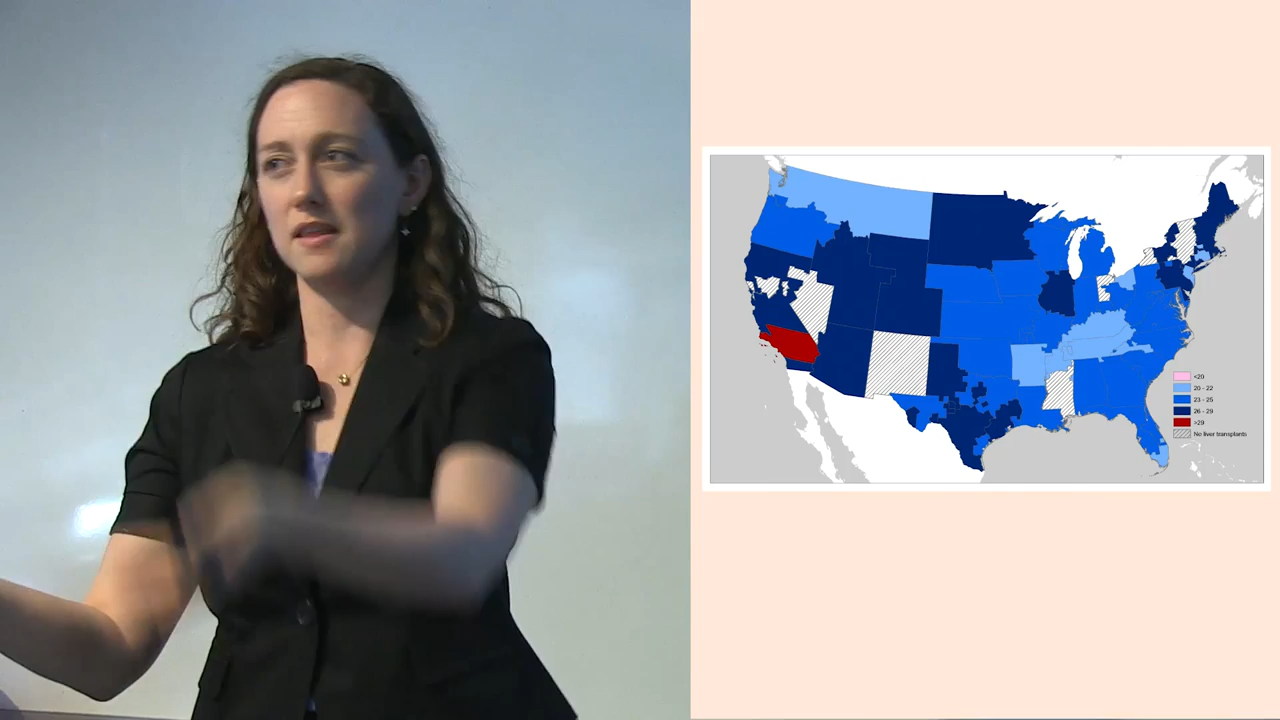 <20
20 - 22
23 - 25
26 - 29
>29
No liver transplants